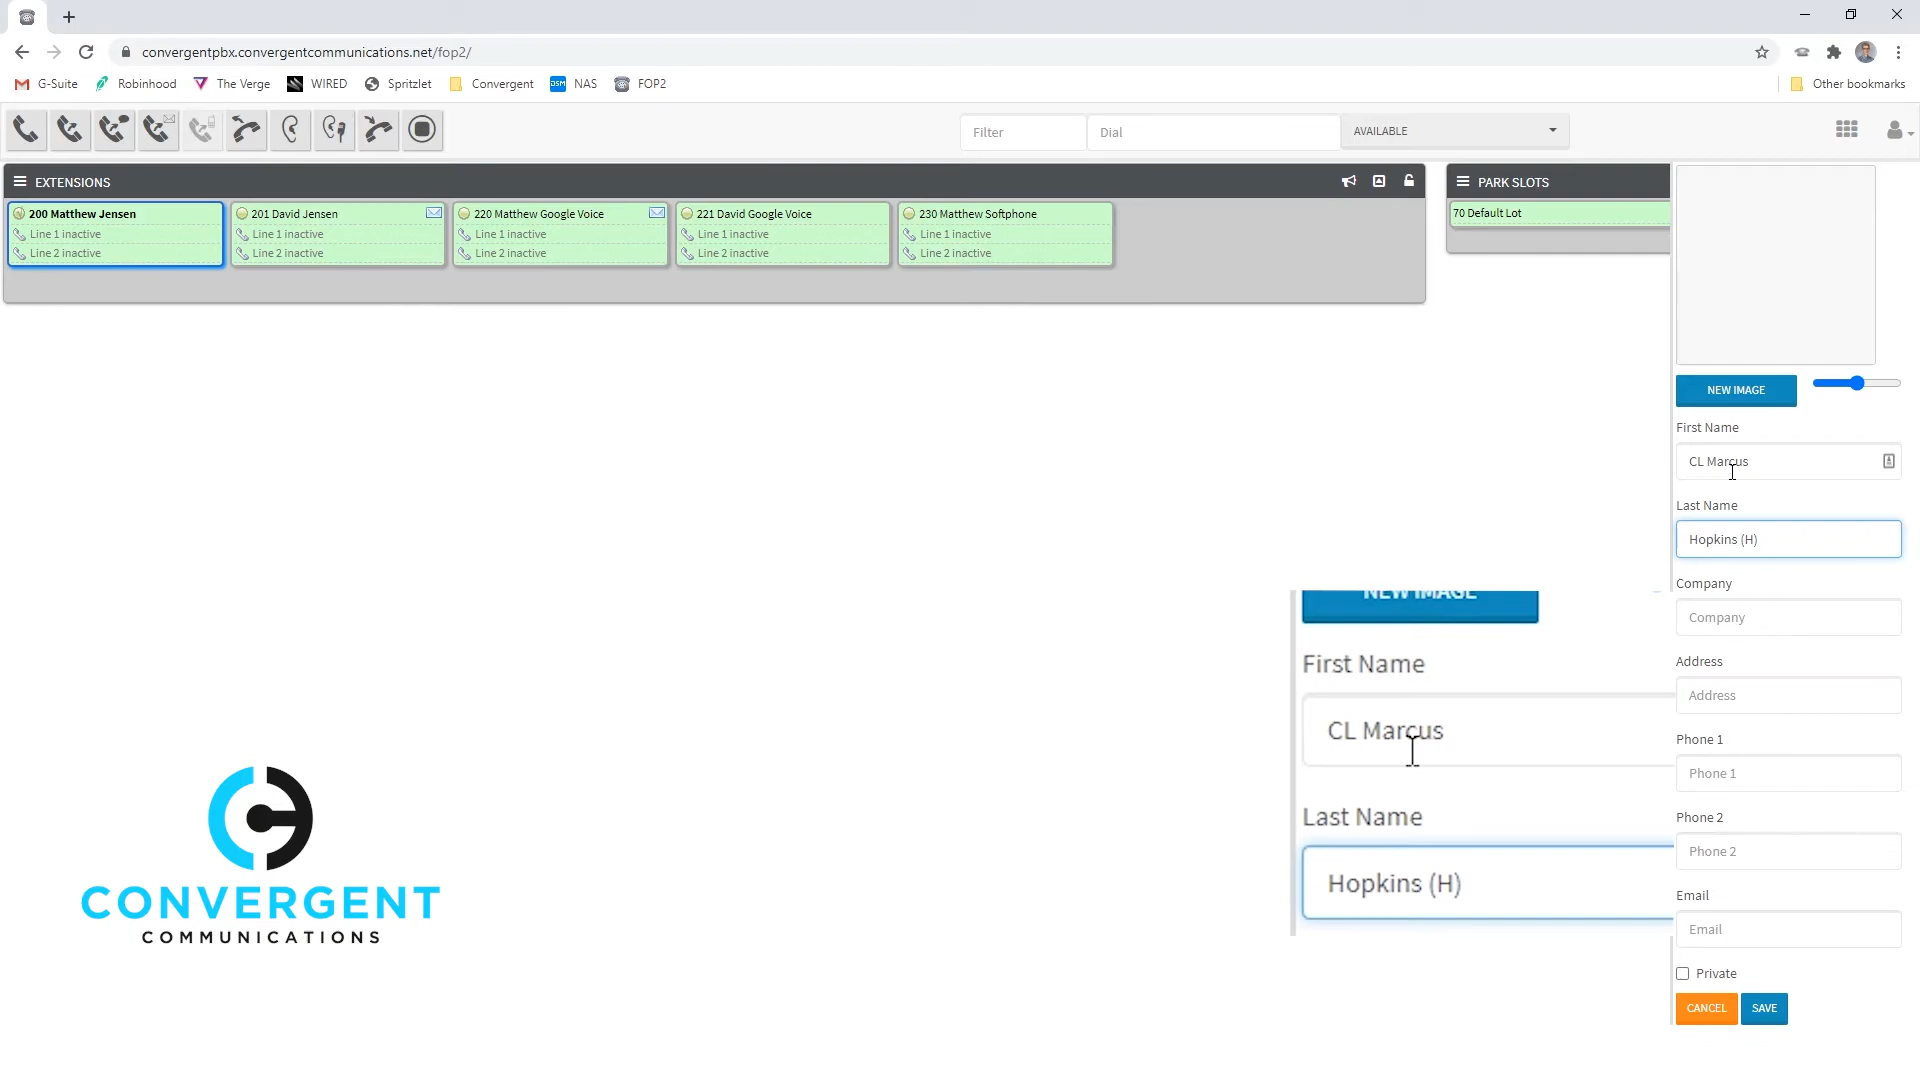 convergentpbx.convergentcommunications.net/fop2/
G-Suite
Robinhood
The Verge
WIRED
Spritzlet
Convergent
DSM
NAS
FOP2
Other bookmarks
Filter
Dial
AVAILABLE
EXTENSIONS
200 Matthew Jensen
Line 1 inactive
Line 2 inactive
201 David Jensen
Line 1 inactive
Line 2 inactive
220 Matthew Google Voice
Line 1 inactive
Line 2 inactive
221 David Google Voice
Line 1 inactive
Line 2 inactive
230 Matthew Softphone
Line 1 inactive
Line 2 inactive
PARK SLOTS
70 Default Lot
NEW IMAGE
First Name
CL Marcus
Last Name
Hopkins (H)
Company
Company
Address
Address
Phone 1
Phone 1
Phone 2
Phone 2
Email
Email
Private
CANCEL
SAVE
NEW IMAGE
First Name
CL Marcus
Last Name
Hopkins (H)
CONVERGENT
COMMUNICATIONS